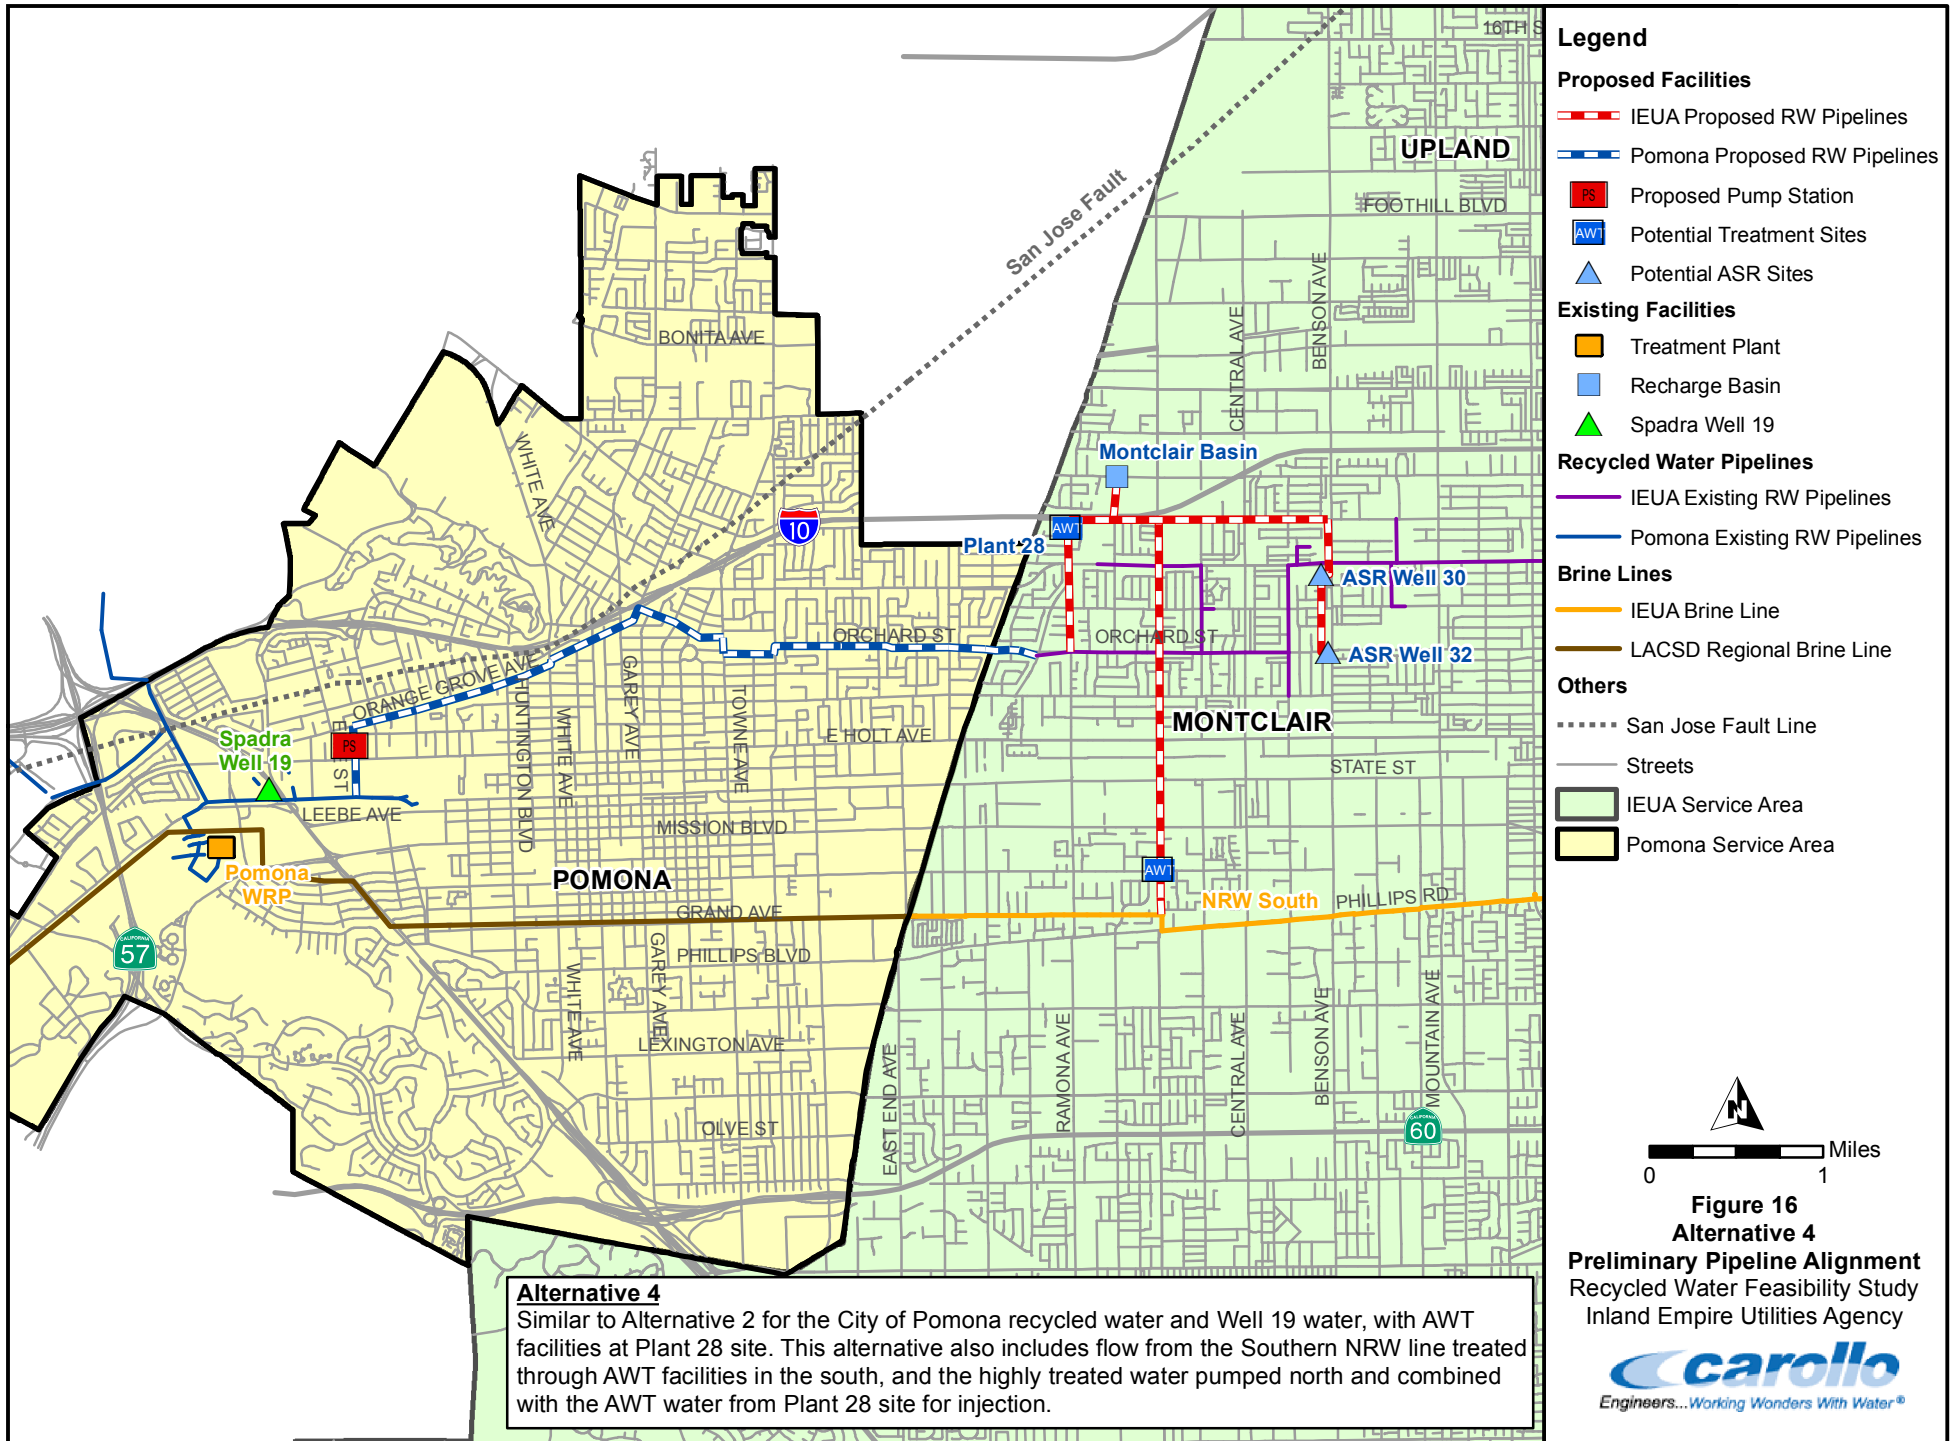 16TH S
UPLAND
FOOTHILL BLVD
San Jose Fault
BENSON AVE
CENTRAL AVE
BONITA AVE
WHITE AVE
Montclair Basin
10
AWT
Plant 28
ASR Well 30
ORCHARD ST
ORCHARD ST
ASR Well 32
ORANGE GROVE AVE
HUNTINGTON BLVD
WHITE AVE
GAREY AVE
TOWNE AVE
E HOLT AVE
MONTCLAIR
STATE ST
Spadra
Well 19
PS
LEEBE AVE
MISSION BLVD
Pomona
WRP
POMONA
AWT
NRW South
PHILLIPS RD
GRAND AVE
PHILLIPS BLVD
CALIFORNIA
57
WHITE AVE
GAREY AVE
LEXINGTON AVE
OLVE ST
EAST END AVE
RAMONA AVE
CENTRAL AVE
BENSON AVE
MOUNTAIN AVE
CALIFORNIA
60
Alternative 4
Similar to Alternative 2 for the City of Pomona recycled water and Well 19 water, with AWT
facilities at Plant 28 site. This alternative also includes flow from the Southern NRW line treated
through AWT facilities in the south, and the highly treated water pumped north and combined
with the AWT water from Plant 28 site for injection.
Legend
Proposed Facilities
IEUA Proposed RW Pipelines
Pomona Proposed RW Pipelines
PS Proposed Pump Station
AWT Potential Treatment Sites
Potential ASR Sites
Existing Facilities
Treatment Plant
Recharge Basin
Spadra Well 19
Recycled Water Pipelines
IEUA Existing RW Pipelines
Pomona Existing RW Pipelines
Brine Lines
IEUA Brine Line
LACSD Regional Brine Line
Others
San Jose Fault Line
Streets
IEUA Service Area
Pomona Service Area
N
Miles
0 1
Figure 16
Alternative 4
Preliminary Pipeline Alignment
Recycled Water Feasibility Study
Inland Empire Utilities Agency
carollo
Engineers...Working Wonders With Water®